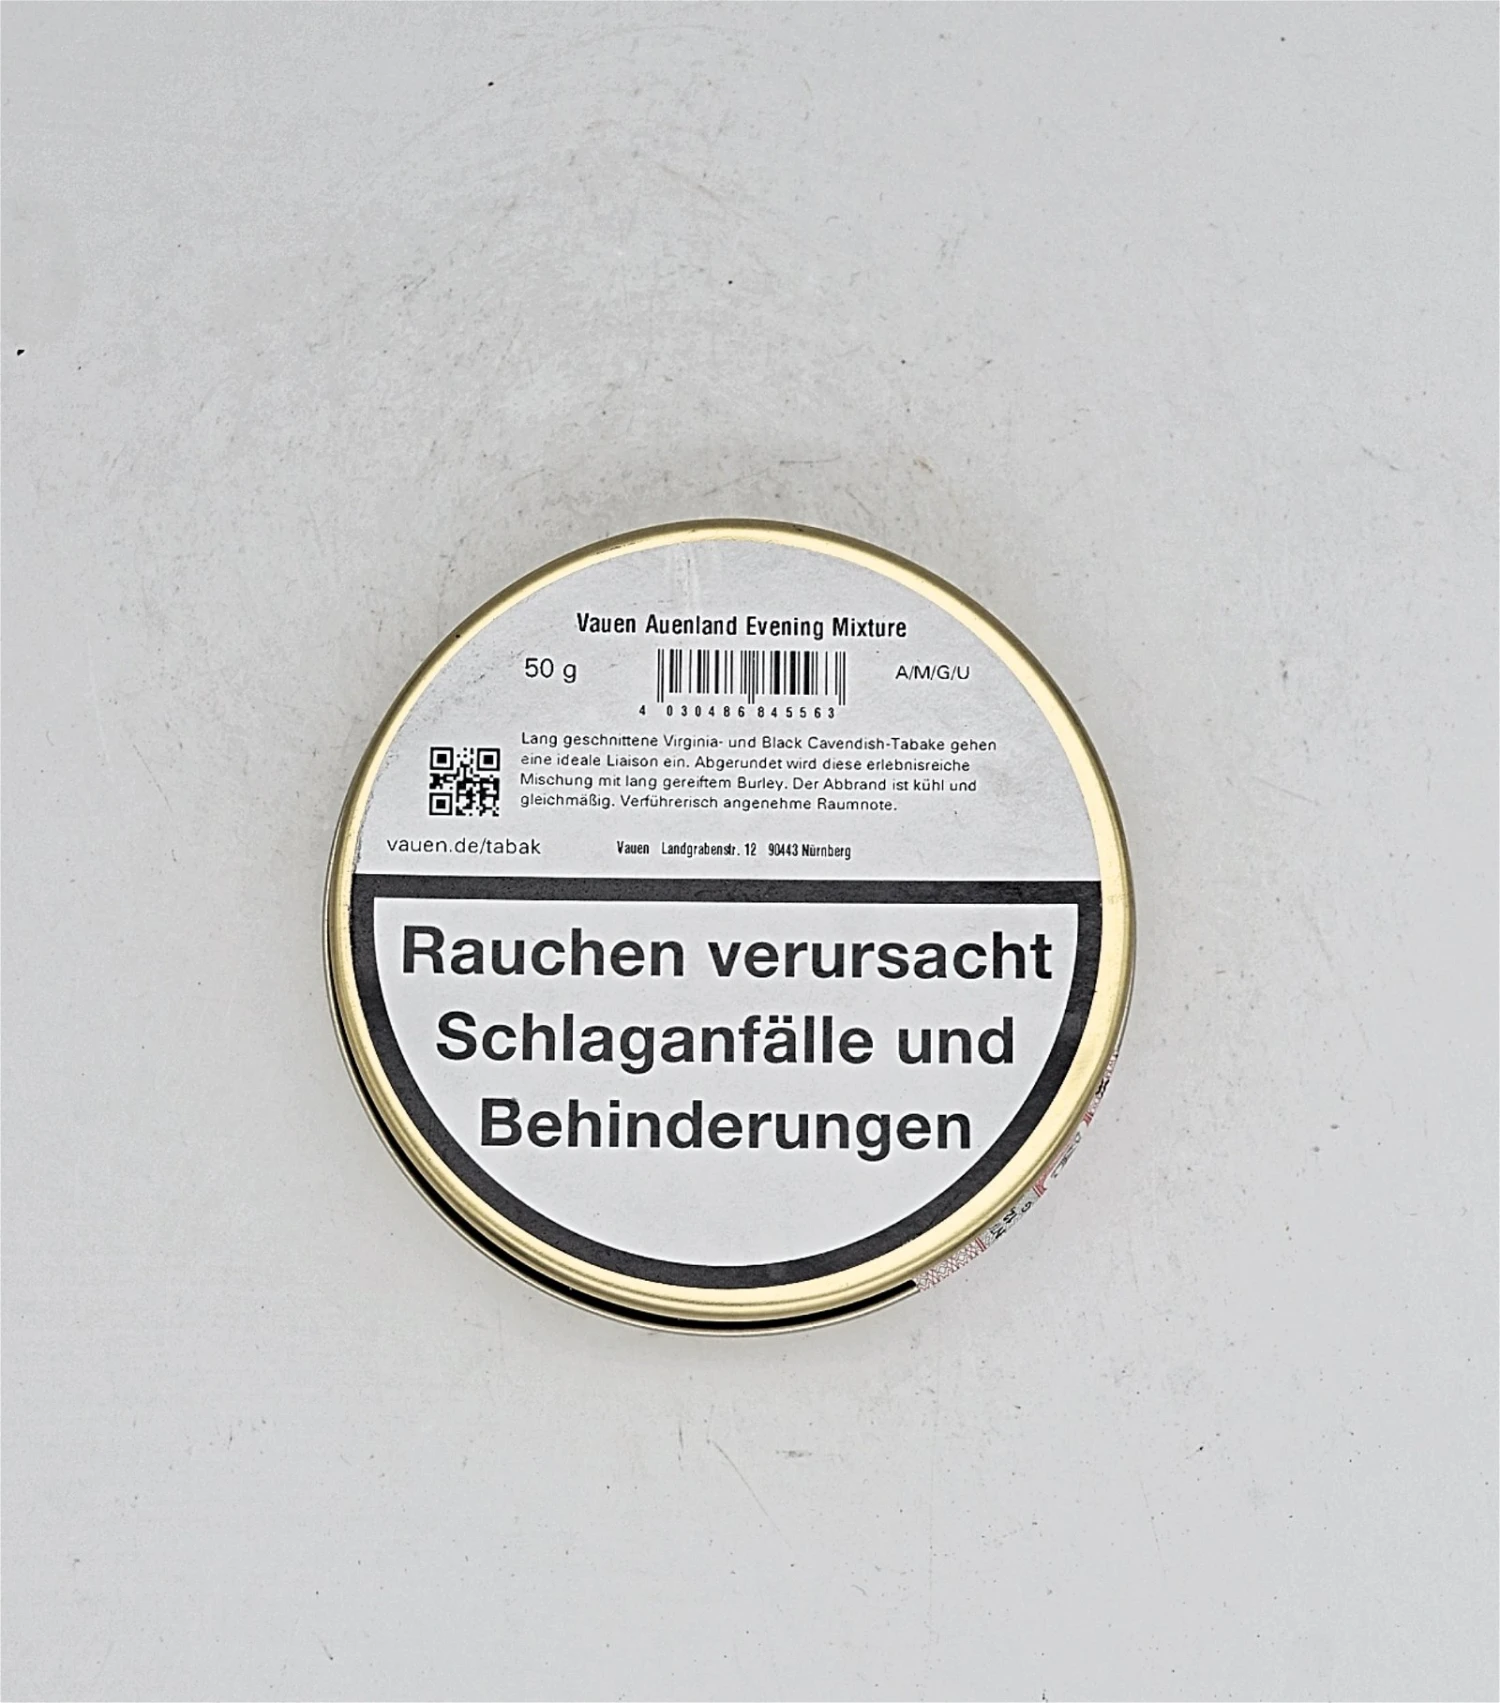 Vauen Auenland Evening Mixture
50 g
A/M/G/U
4 030486 845563
Lang geschnittene Virginia- und Black Cavendish-Tabake gehen
eine ideale Liaison ein. Abgerundet wird diese erlebnisreiche
Mischung mit lang gereiftem Burley. Der Abbrand ist kühl und
gleichmäßig. Verführerisch angenehme Raumnote.
vauen.de/tabak
Vauen Landgrabenstr. 12 90443 Nürnberg
Rauchen verursacht
Schlaganfälle und
Behinderungen